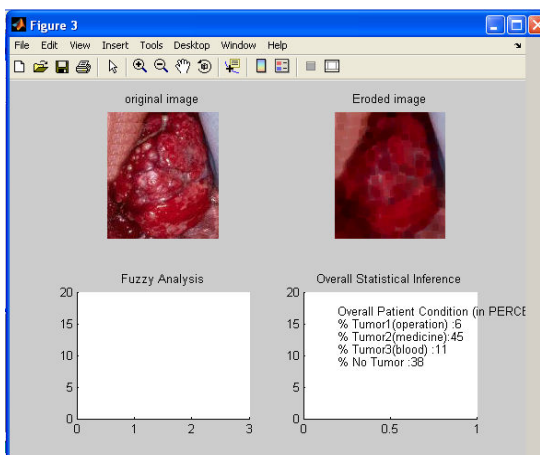 Figure 3
File Edit View Insert Tools Desktop Window Help
original image
Eroded image
Fuzzy Analysis
Overall Statistical Inference
20
15
10
5
0
0 1 2 3
20
15
10
5
0
Overall Patient Condition (in PERCE
% Tumor1(operation) :6
% Tumor2(medicine):45
% Tumor3(blood) :11
% No Tumor :38
0 0.5 1